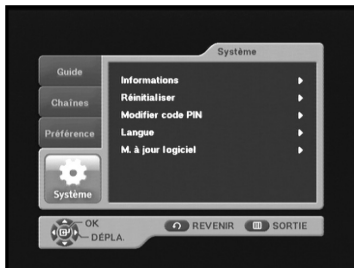 Système
Guide
Chaînes
Préférence
Système
Informations
Réinitialiser
Modifier code PIN
Langue
M. à jour logiciel
OK
DÉPLA.
REVENIR
SORTIE